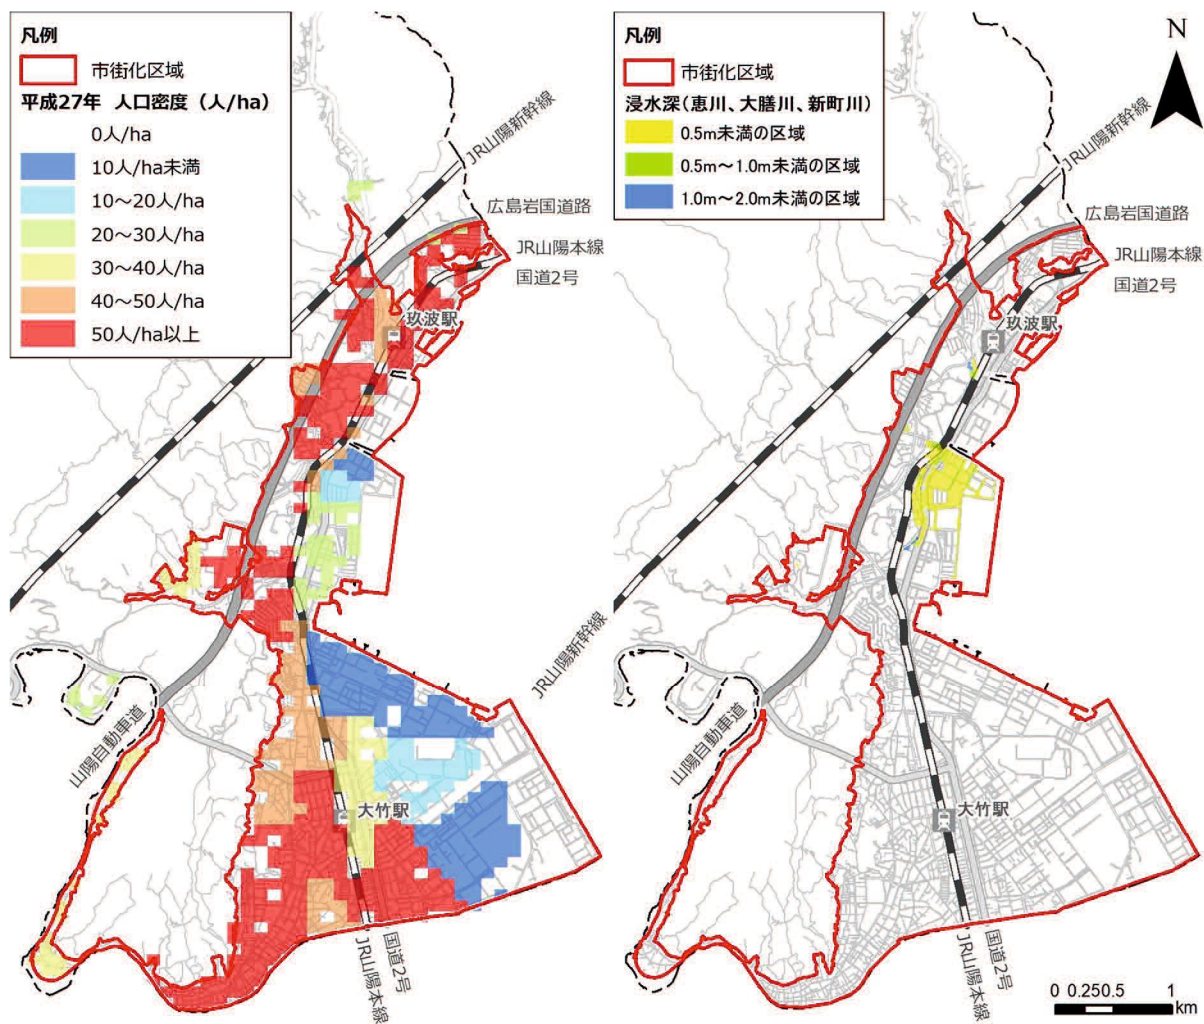 凡例
市街化区域
平成27年 人口密度（人/ha）
0人/ha
10人/ha未満
10～20人/ha
20～30人/ha
30～40人/ha
40～50人/ha
50人/ha以上
JR山陽新幹線
広島岩国道路
JR山陽本線
国道2号
玖波駅
JR山陽新幹線
山陽自動車道
大竹駅
国道2号
JR山陽本線
凡例
市街化区域
浸水深（恵川、大膳川、新町川）
0.5m未満の区域
0.5m～1.0m未満の区域
1.0m～2.0m未満の区域
N
JR山陽新幹線
広島岩国道路
JR山陽本線
国道2号
玖波駅
山陽自動車道
大竹駅
国道2号
JR山陽本線
0 0.25 0.5 1
km